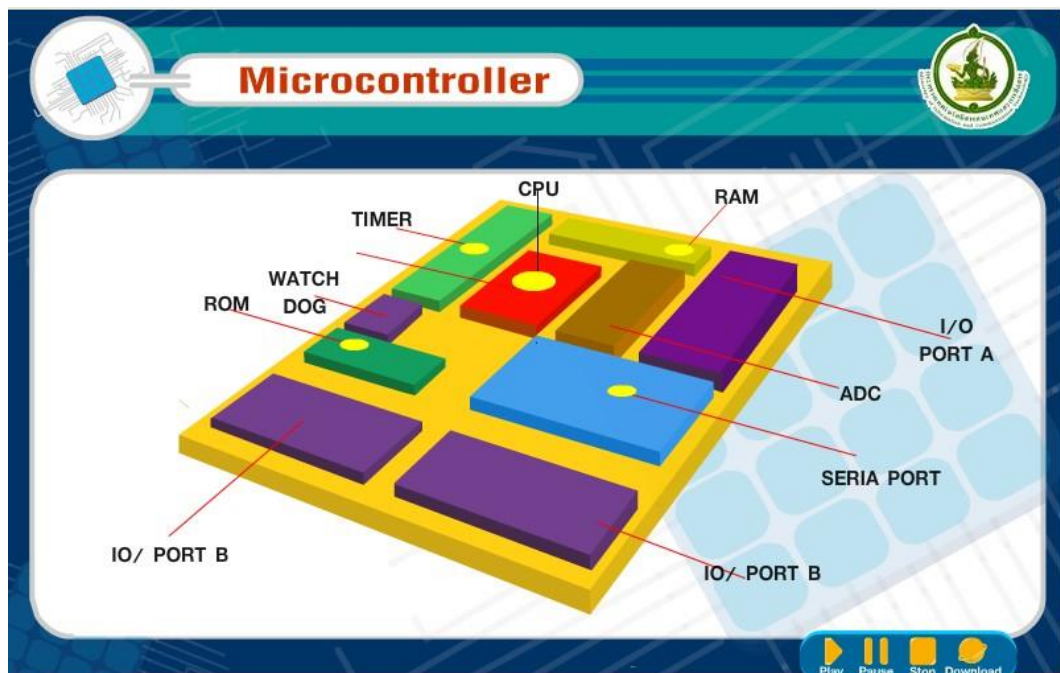 Microcontroller
CPU
RAM
TIMER
WATCH
DOG
ROM
I/O
PORT A
ADC
SERIA PORT
IO/ PORT B
IO/ PORT B
Play Pause Stop Download